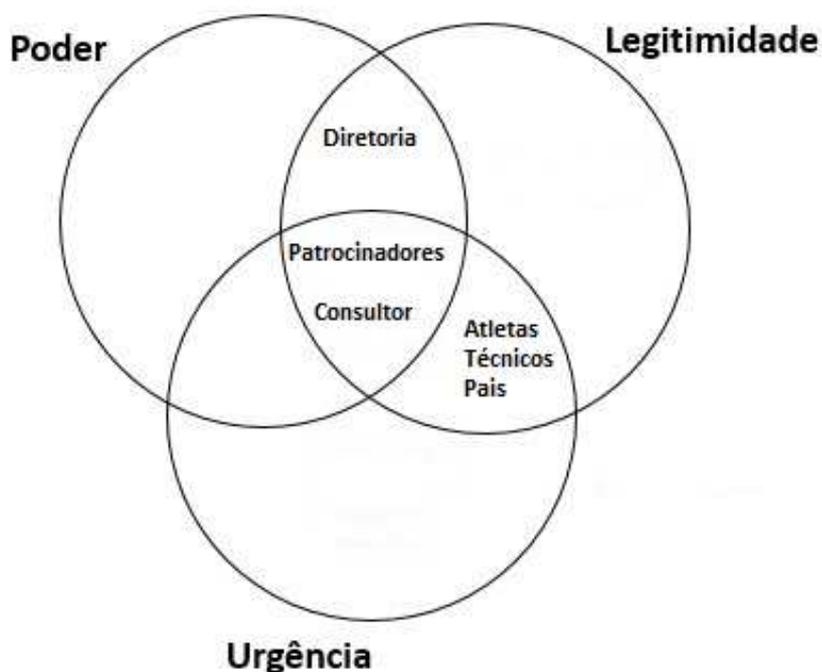 Poder
Legitimidade
Diretoria
Patrocinadores
Consultor
Atletas
Técnicos
Pais
Urgência